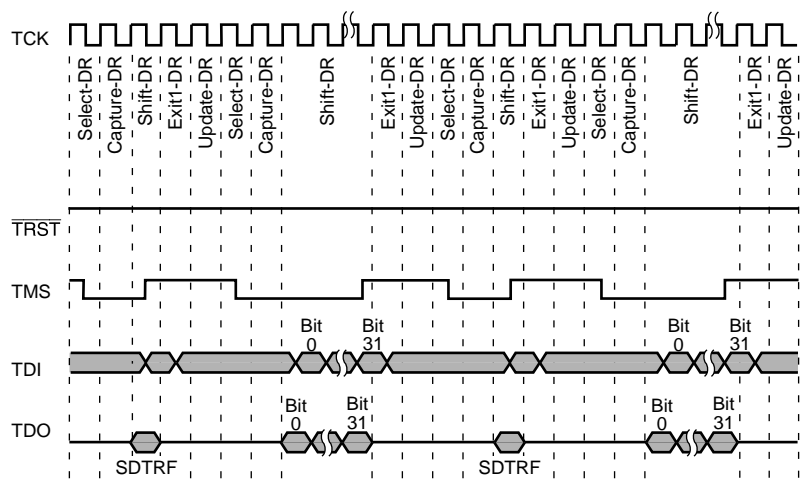 TCK
Select-DR
Capture-DR
Shift-DR
Exit1-DR
Update-DR
Select-DR
Capture-DR
Shift-DR
Exit1-DR
Update-DR
Select-DR
Capture-DR
Shift-DR
Exit1-DR
Update-DR
Select-DR
Capture-DR
Shift-DR
Exit1-DR
Update-DR
TRST
TMS
TDI
Bit
0
Bit
31
Bit
0
Bit
31
TDO
SDTRF
Bit
0
Bit
31
SDTRF
Bit
0
Bit
31